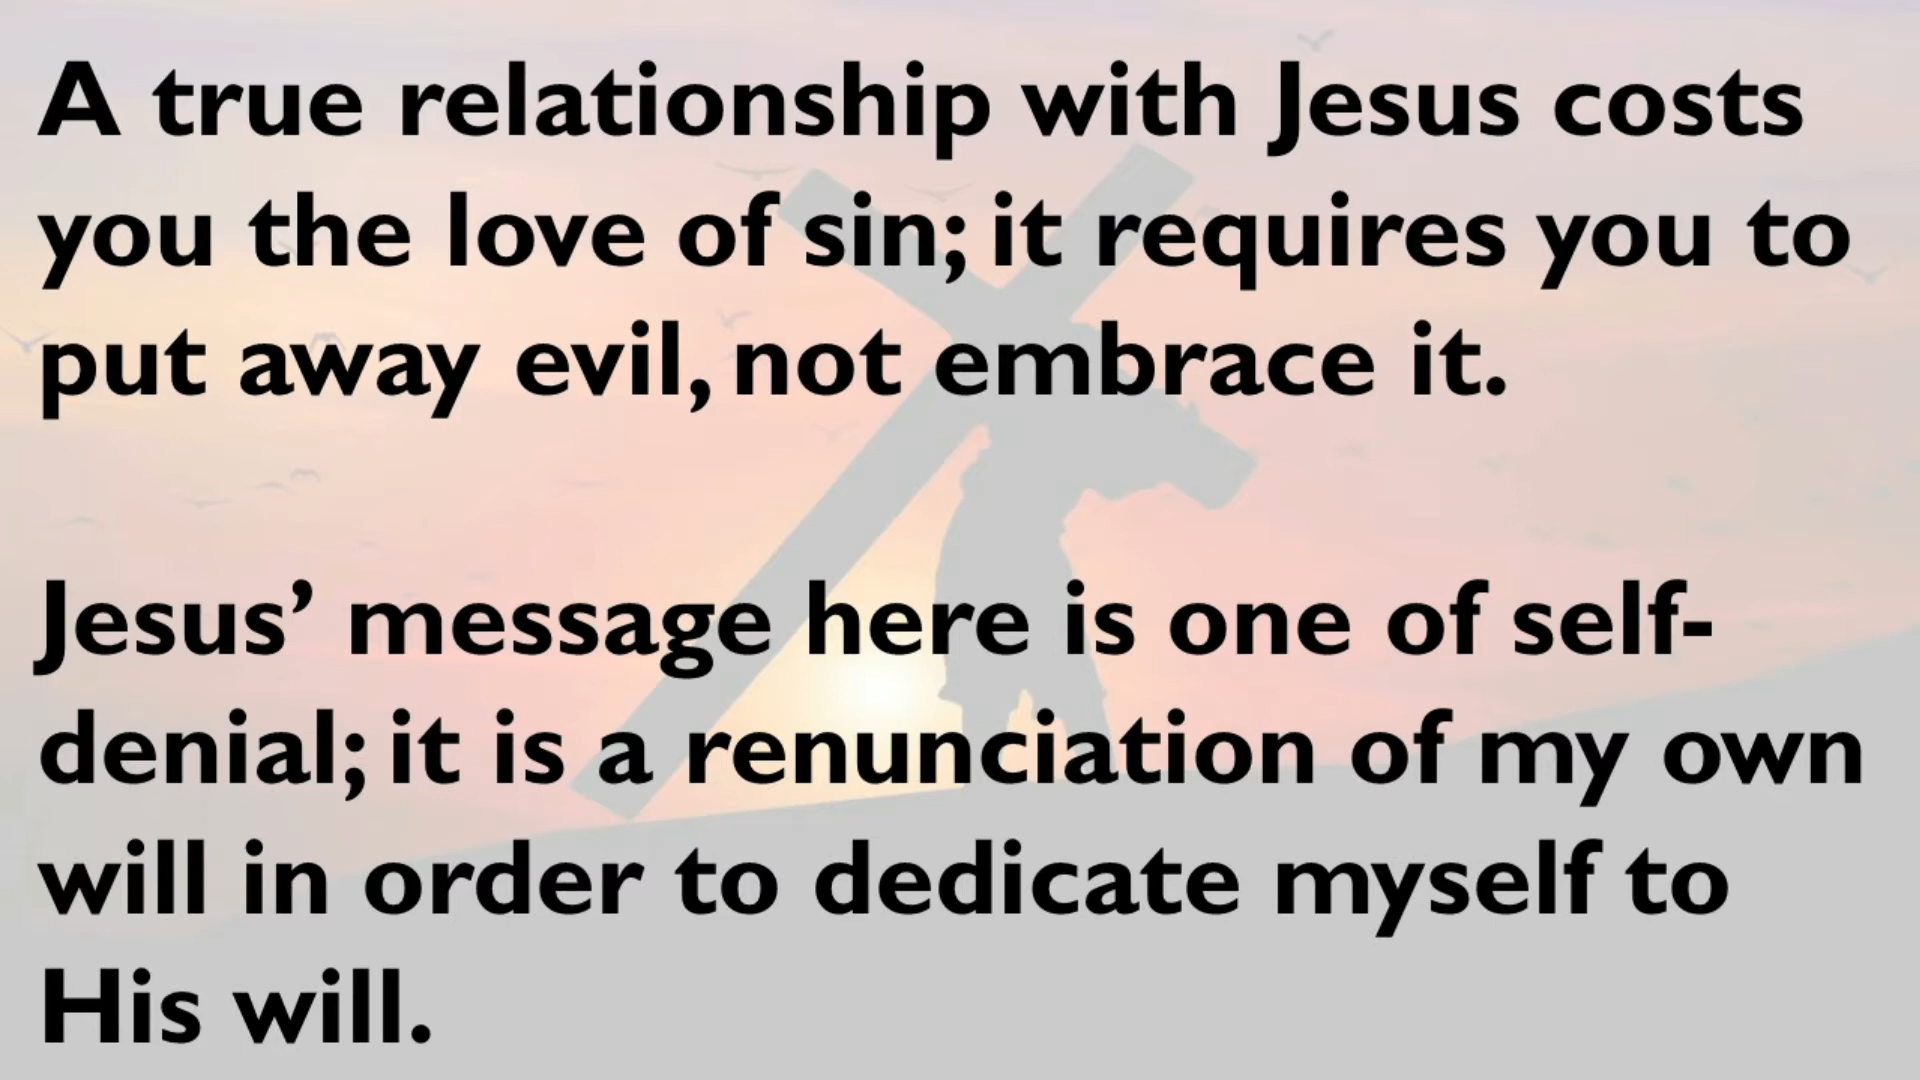 A true relationship with Jesus costs
you the love of sin; it requires you to
put away evil, not embrace it.
Jesus’ message here is one of self-
denial; it is a renunciation of my own
will in order to dedicate myself to
His will.